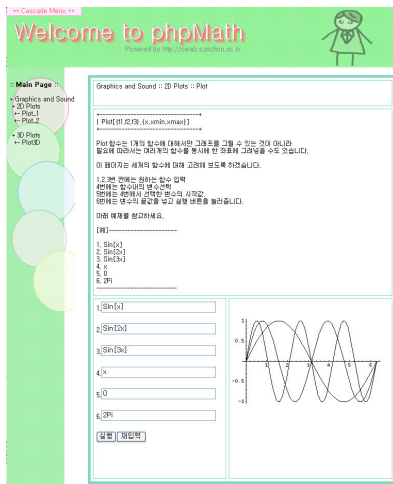 ++ Cascade Menu ++
Welcome to phpMath
Powered by http://celab.sunchon.ac.kr
:: Main Page ::
+ Graphics and Sound
+ 2D Plots
← Plot_1
← Plot_2
+ 3D Plots
← Plot3D
Graphics and Sound :: 2D Plots :: Plot
+-----------------------------+
| Plot[{f1,f2,f3},{x,xmin,xmax}] |
+-----------------------------+
Plot 함수는 1개의 함수에 대해서만 그래프를 그릴 수 있는 것이 아니라
필요에 따라서는 여러개의 함수를 동시에 한 좌표에 그려넣을 수도 있습니다.
이 페이지는 세개의 함수에 대해 고려해 보도록 하겠습니다.
1,2,3번 칸에는 원하는 함수 입력
4번에는 함수내의 변수선택
5번에는 4번에서 선택한 변수의 시작값,
6번에는 변수의 끝값을 넣고 실행 버튼을 눌러줍니다.
아래 예제를 참고하세요.
[예]-----------------------
1. Sin[x]
2. Sin[2x]
3. Sin[3x]
4. x
5. 0
6. 2Pi
---------------------------
1. Sin[x]
2. Sin[2x]
3. Sin[3x]
4. x
5. 0
6. 2Pi
실행 재입력
1
0.5
-0.5
-1
1 2 3 4 5 6